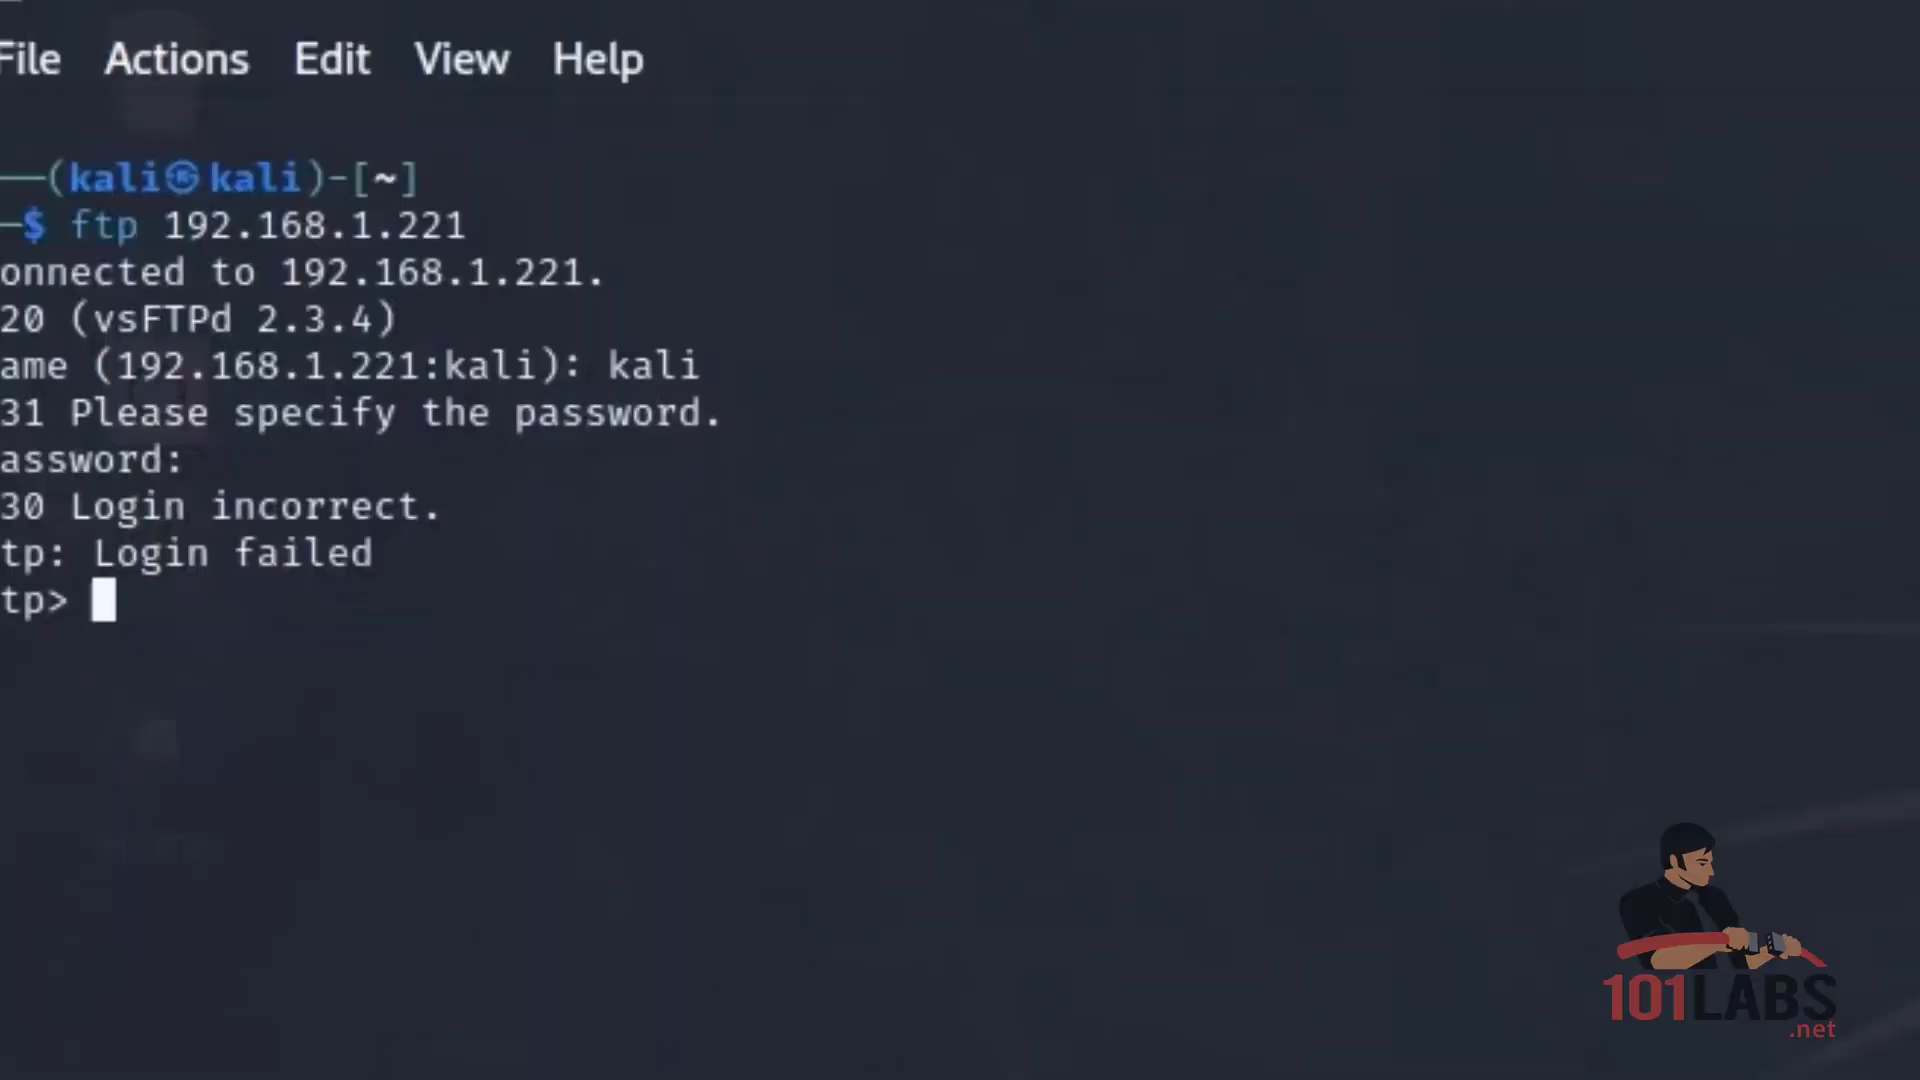 File Actions Edit View Help
(kali㉿kali)-[~]
$ ftp 192.168.1.221
onnected to 192.168.1.221.
20 (vsFTPd 2.3.4)
ame (192.168.1.221:kali): kali
31 Please specify the password.
assword:
30 Login incorrect.
tp: Login failed
tp>
101LABS
.net